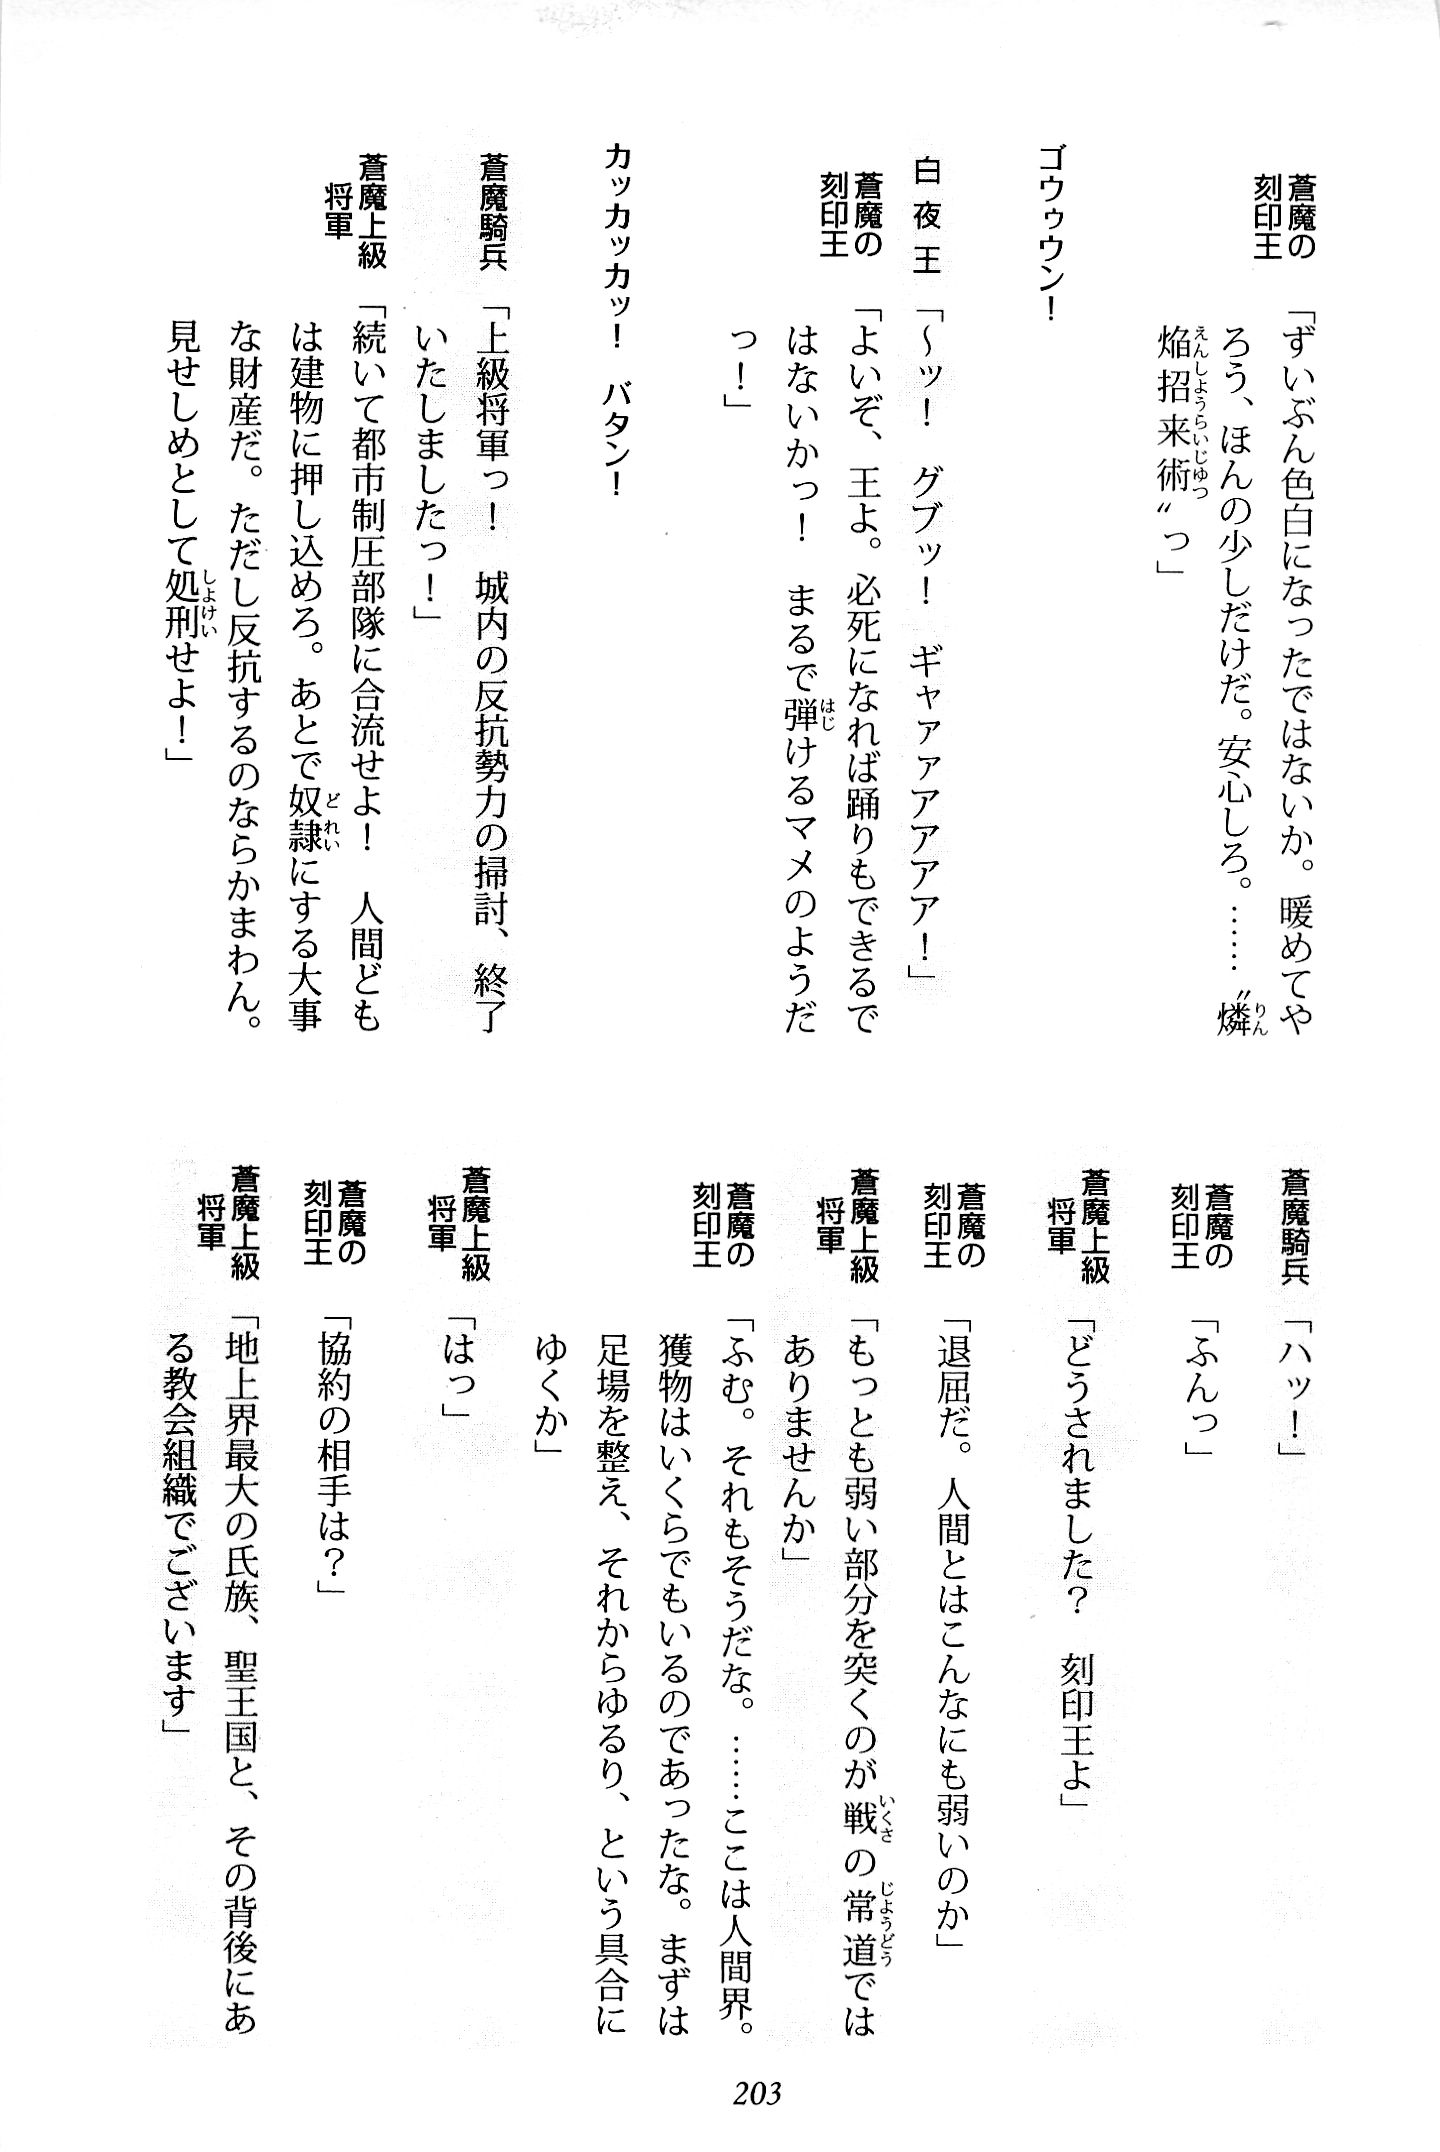 蒼魔の
刻印王
「ずいぶん色白になったではないか。暖めてや
ろう、ほんの少しだけだ。安心しろ。……〝燐
焔招来術〟っ」
ゴウゥウン！
白夜王
「～ッ！　グブッ！　ギャァァアアアア！」
蒼魔の
刻印王
「よいぞ、王よ。必死になれば踊りもできるで
はないかっ！　まるで弾けるマメのようだ
っ！」
カッカッカッ！　バタン！
蒼魔騎兵
「上級将軍っ！　城内の反抗勢力の掃討、終了
いたしましたっ！」
蒼魔上級
将軍
「続いて都市制圧部隊に合流せよ！　人間ども
は建物に押し込めろ。あとで奴隷にする大事
な財産だ。ただし反抗するのならかまわん。
見せしめとして処刑せよ！」
蒼魔騎兵
「ハッ！」
蒼魔の
刻印王
「ふんっ」
蒼魔上級
将軍
「どうされました？　刻印王よ」
蒼魔の
刻印王
「退屈だ。人間とはこんなにも弱いのか」
蒼魔上級
将軍
「もっとも弱い部分を突くのが戦の常道では
ありませんか」
蒼魔の
刻印王
「ふむ。それもそうだな。……ここは人間界。
獲物はいくらでもいるのであったな。まずは
足場を整え、それからゆるり、という具合に
ゆくか」
蒼魔上級
将軍
「はっ」
蒼魔の
刻印王
「協約の相手は？」
蒼魔上級
将軍
「地上界最大の氏族、聖王国と、その背後にあ
る教会組織でございます」
203